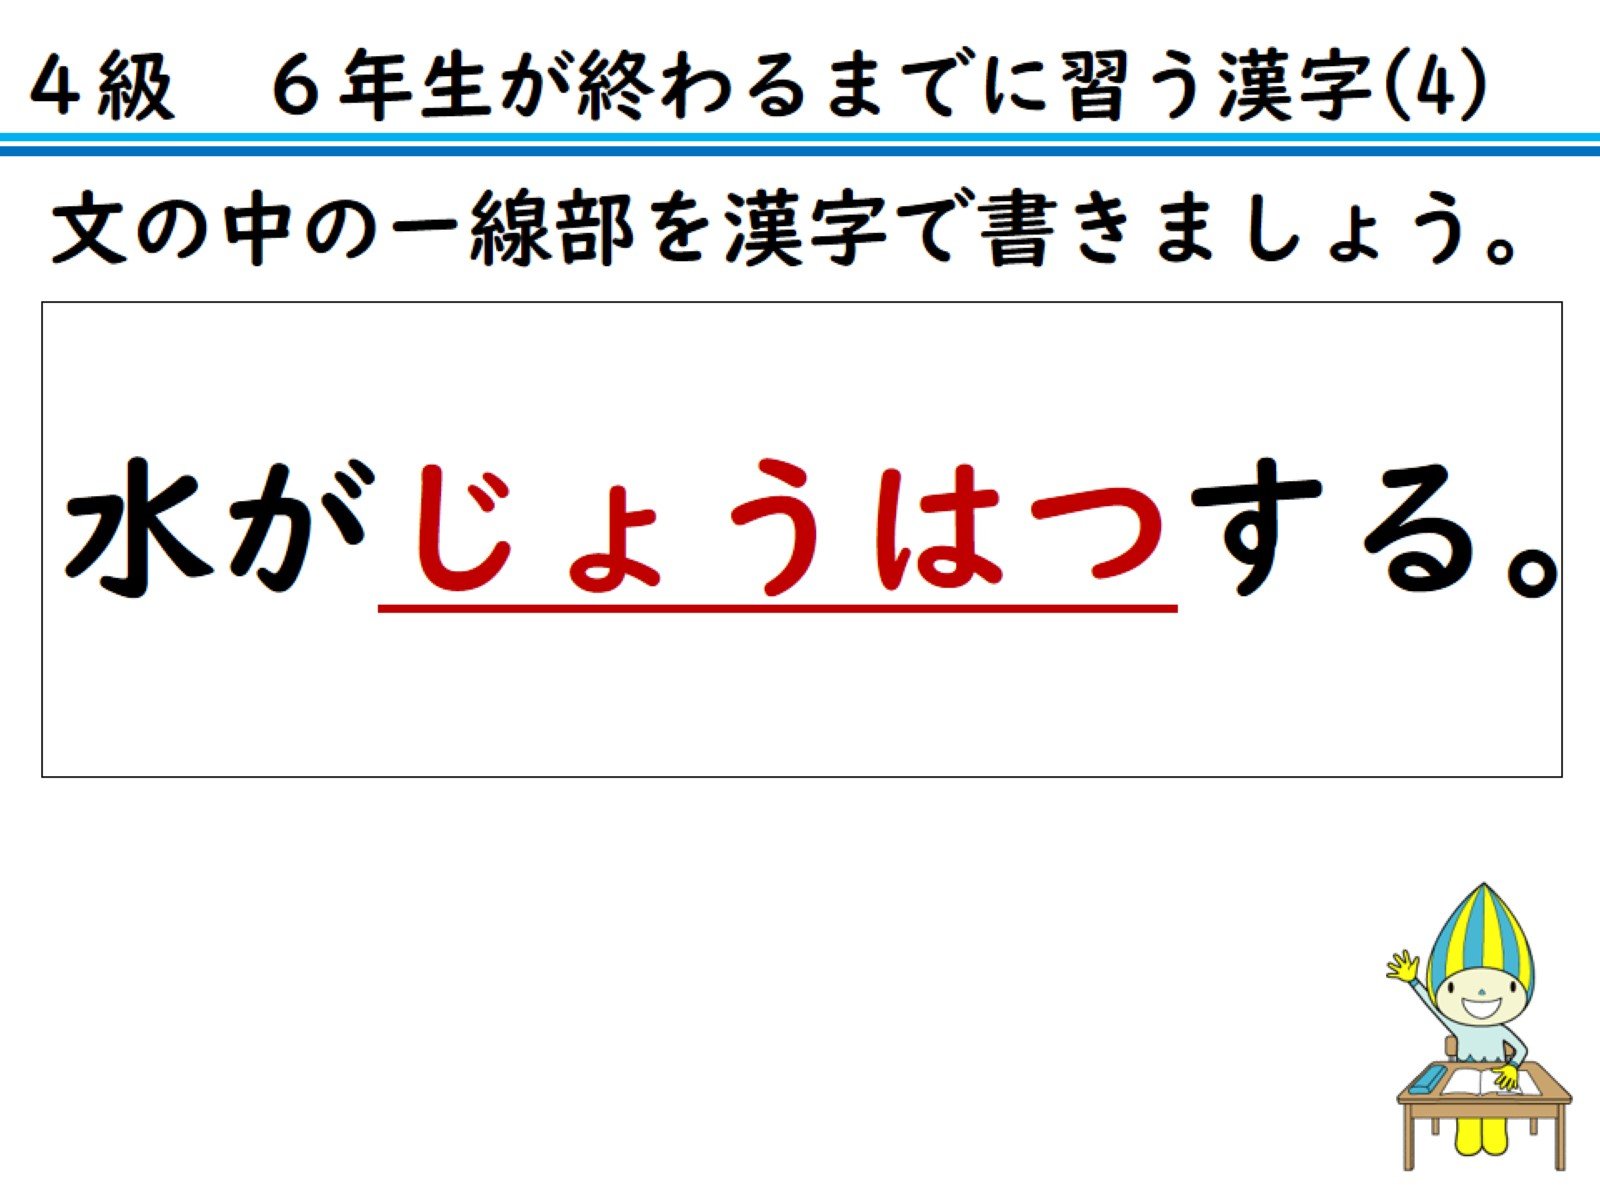 ４級　６年生が終わるまでに習う漢字(4)
文の中の一線部を漢字で書きましょう。
水がじょうはつする。